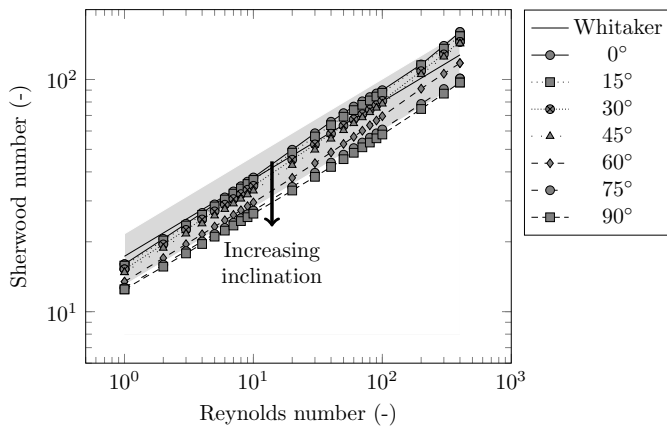 10²
10¹
Sherwood number (-)
10⁰
10¹
10²
10³
Reynolds number (-)
Increasing
inclination
Whitaker
0°
15°
30°
45°
60°
75°
90°